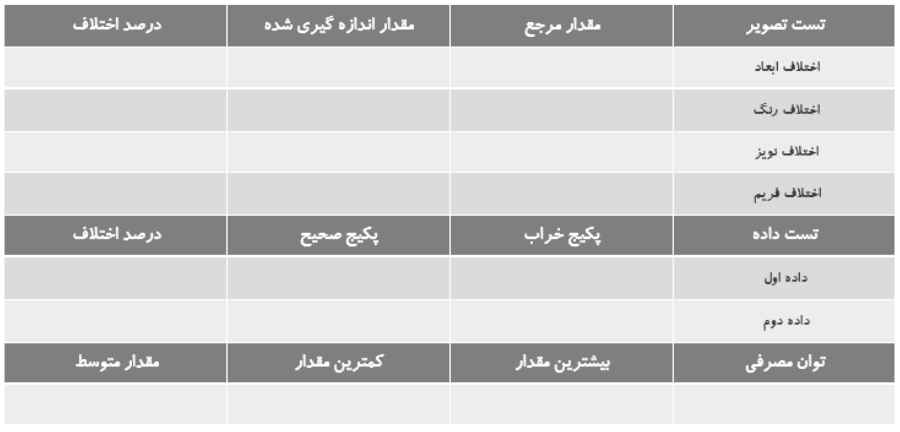 تست تصویر مقدار مرجع مقدار اندازه گیری شده درصد اختلاف
اختلاف ابعاد
اختلاف رنگ
اختلاف نویز
اختلاف فریم
تست داده پکیج خراب پکیج صحیح درصد اختلاف
داده اول
داده دوم
توان مصرفی بیشترین مقدار کمترین مقدار مقدار متوسط